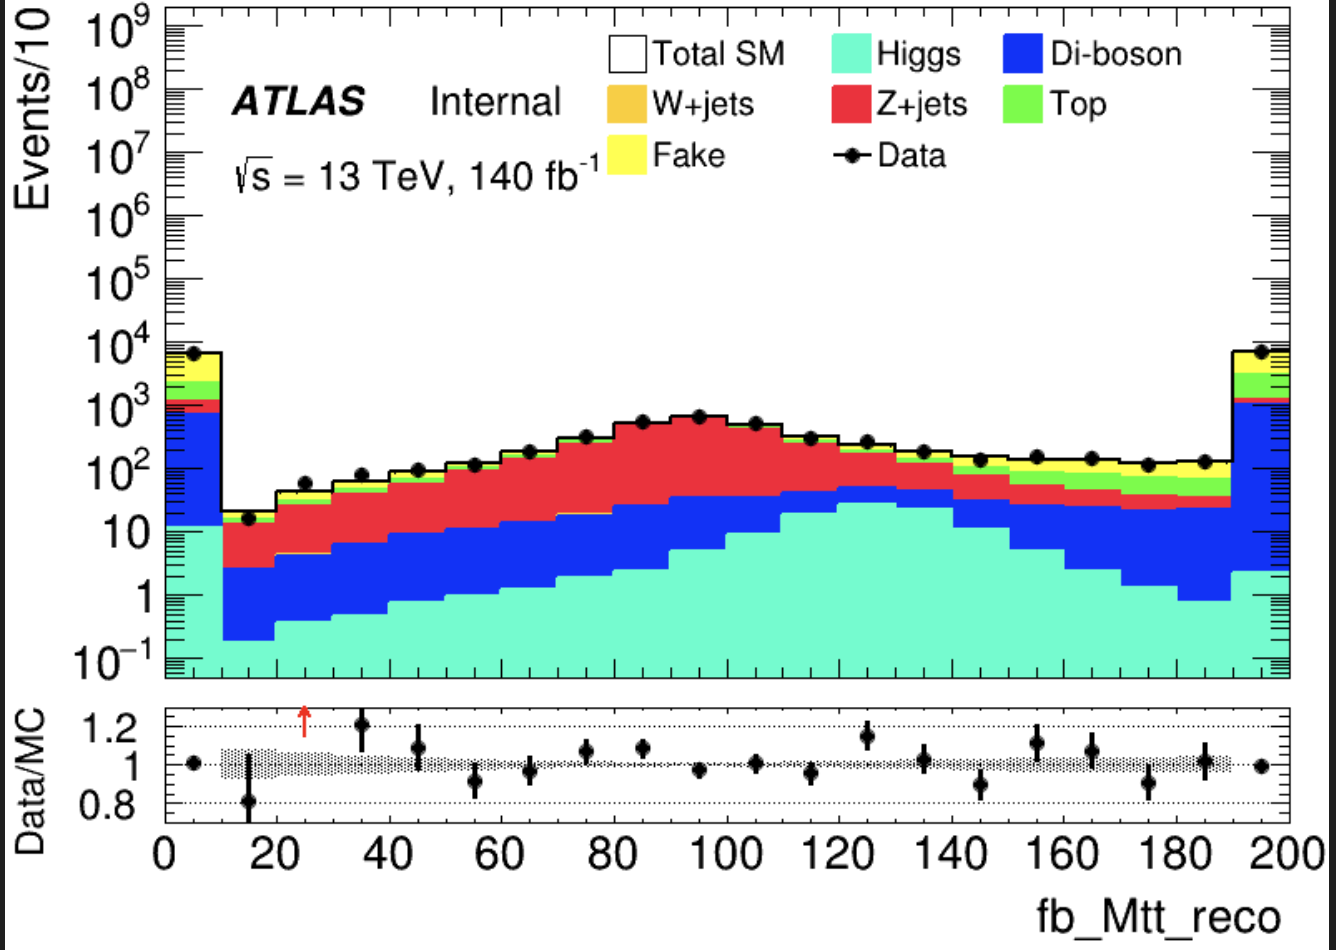 Events/10
10⁹
10⁸
10⁷
10⁶
10⁵
10⁴
10³
10²
10
1
10⁻¹
ATLAS Internal
√s = 13 TeV, 140 fb⁻¹
Total SM Higgs Di-boson
W+jets Z+jets Top
Fake Data
Data/MC
1.2
1
0.8
0 20 40 60 80 100 120 140 160 180 200
fb_Mtt_reco